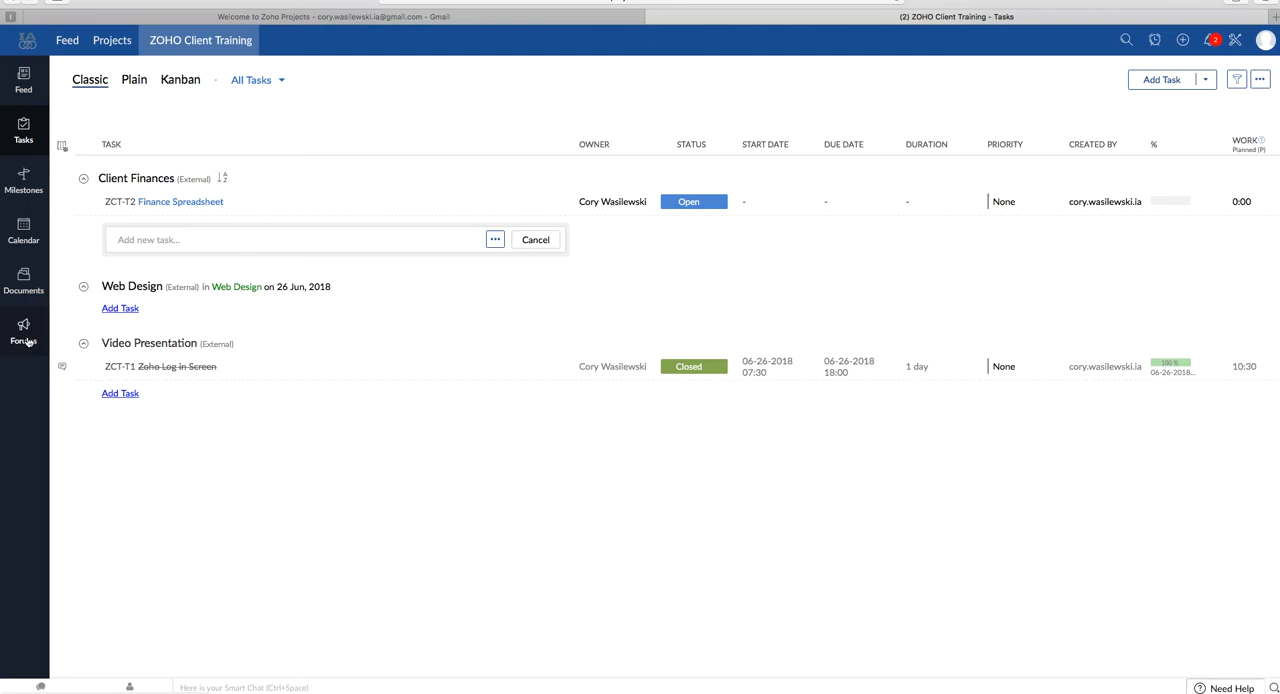 Welcome to Zoho Projects - cory.wasilewski.ia@gmail.com - Gmail
(2) ZOHO Client Training - Tasks
Feed Projects ZOHO Client Training 2
Feed
Tasks
Milestones
Calendar
Documents
Classic Plain Kanban · All Tasks
Add Task
TASK OWNER STATUS START DATE DUE DATE DURATION PRIORITY CREATED BY % WORK
Planned (P)
Client Finances (External)
ZCT-T2 Finance Spreadsheet Cory Wasilewski Open - - - None cory.wasilewski.ia 0:00
Add new task... Cancel
Web Design (External) in Web Design on 26 Jun, 2018
Add Task
Video Presentation (External)
ZCT-T1 Zoho Log in Screen Cory Wasilewski Closed 06-26-2018 07:30 06-26-2018 18:00 1 day None cory.wasilewski.ia 100 % 06-26-2018... 10:30
Add Task
Here is your Smart Chat (Ctrl+Space)
Need Help